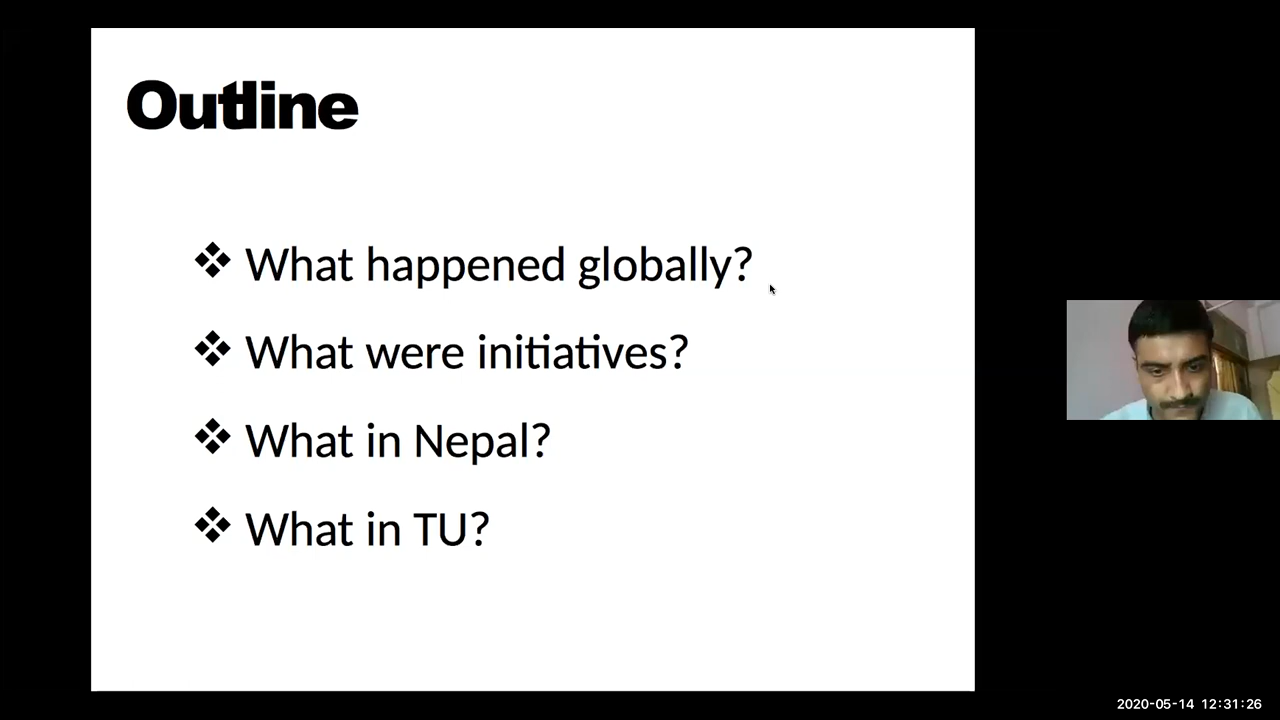 Outline
❖ What happened globally?
❖ What were initiatives?
❖ What in Nepal?
❖ What in TU?
2020-05-14 12:31:26